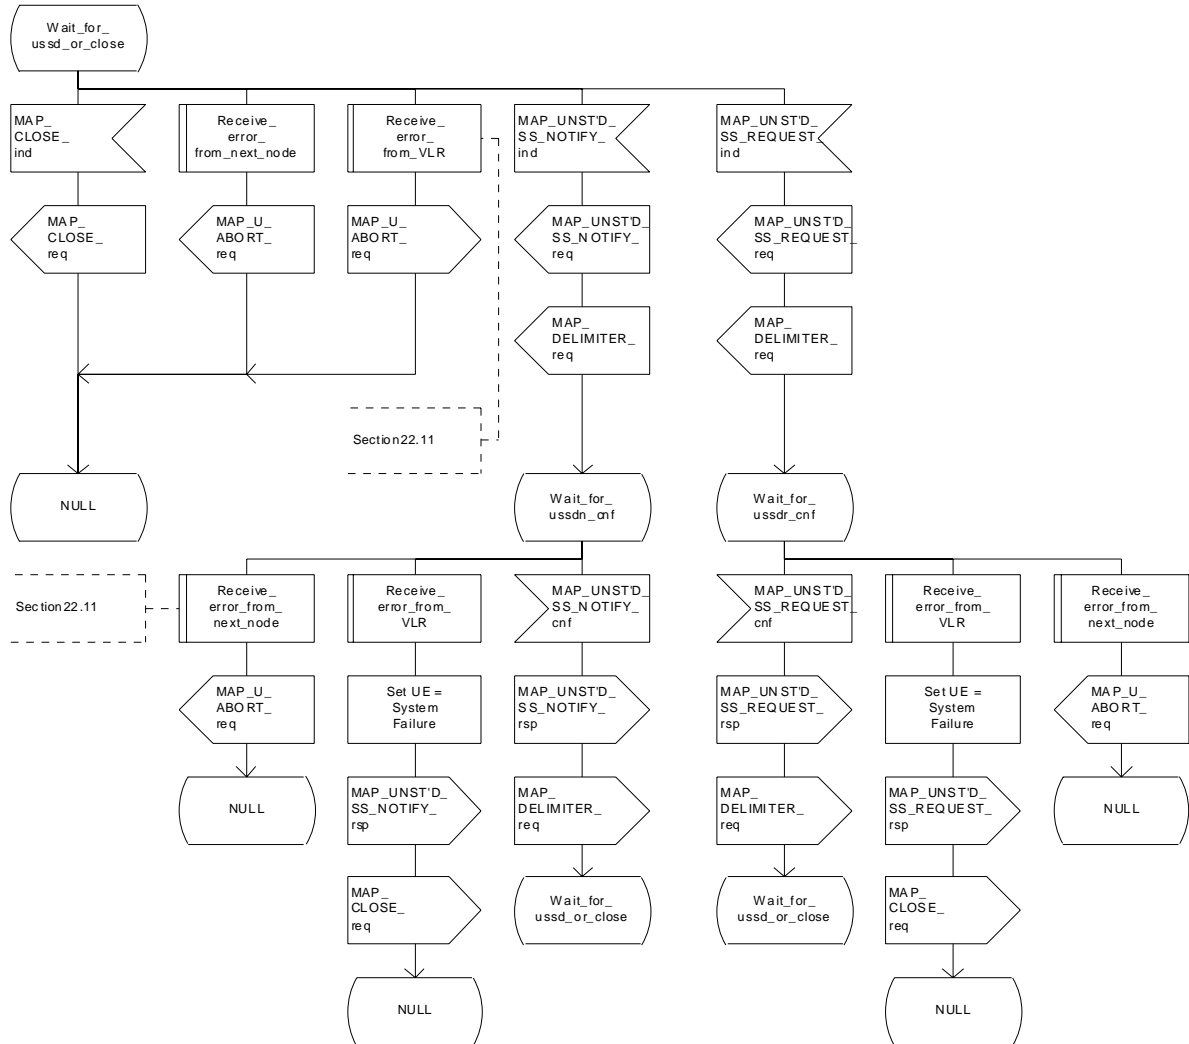 Wait_for_
ussd_or_close
MAP_
CLOSE_
ind
Receive_
error_
from_next_node
Receive_
error_
from_VLR
MAP_UNST'D_
SS_NOTIFY_
ind
MAP_UNST'D_
SS_REQUEST_
ind
MAP_
CLOSE_
req
MAP_U_
ABORT_
req
MAP_U_
ABORT_
req
MAP_UNST'D_
SS_NOTIFY_
req
MAP_UNST'D_
SS_REQUEST_
req
MAP_
DELIMITER_
req
MAP_
DELIMITER_
req
Section 22.11
NULL
Wait_for_
ussdn_cnf
Wait_for_
ussdr_cnf
Section 22.11
Receive_
error_from_
next_node
Receive_
error_from_
VLR
MAP_UNST'D_
SS_NOTIFY_
cnf
MAP_UNST'D_
SS_REQUEST_
cnf
Receive_
error_from_
VLR
Receive_
error_from_
next_node
MAP_U_
ABORT_
req
Set UE =
System
Failure
MAP_UNST'D_
SS_NOTIFY_
rsp
MAP_UNST'D_
SS_REQUEST_
rsp
Set UE =
System
Failure
MAP_U_
ABORT_
req
NULL
MAP_UNST'D_
SS_NOTIFY_
rsp
MAP_
DELIMITER_
req
MAP_
DELIMITER_
req
MAP_UNST'D_
SS_REQUEST_
rsp
NULL
MAP_
CLOSE_
req
Wait_for_
ussd_or_close
Wait_for_
ussd_or_close
MAP_
CLOSE_
req
NULL
NULL